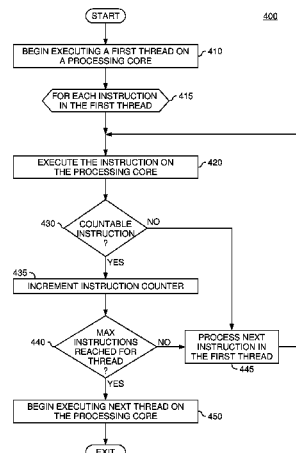 START
400
BEGIN EXECUTING A FIRST THREAD ON
A PROCESSING CORE
410
FOR EACH INSTRUCTION
IN THE FIRST THREAD
415
EXECUTE THE INSTRUCTION ON
THE PROCESSING CORE
420
430
COUNTABLE
INSTRUCTION
?
NO
YES
435
INCREMENT INSTRUCTION COUNTER
440
MAX
INSTRUCTIONS
REACHED FOR
THREAD
?
NO
YES
PROCESS NEXT
INSTRUCTION IN
THE FIRST THREAD
445
BEGIN EXECUTING NEXT THREAD ON
THE PROCESSING CORE
450
EXIT